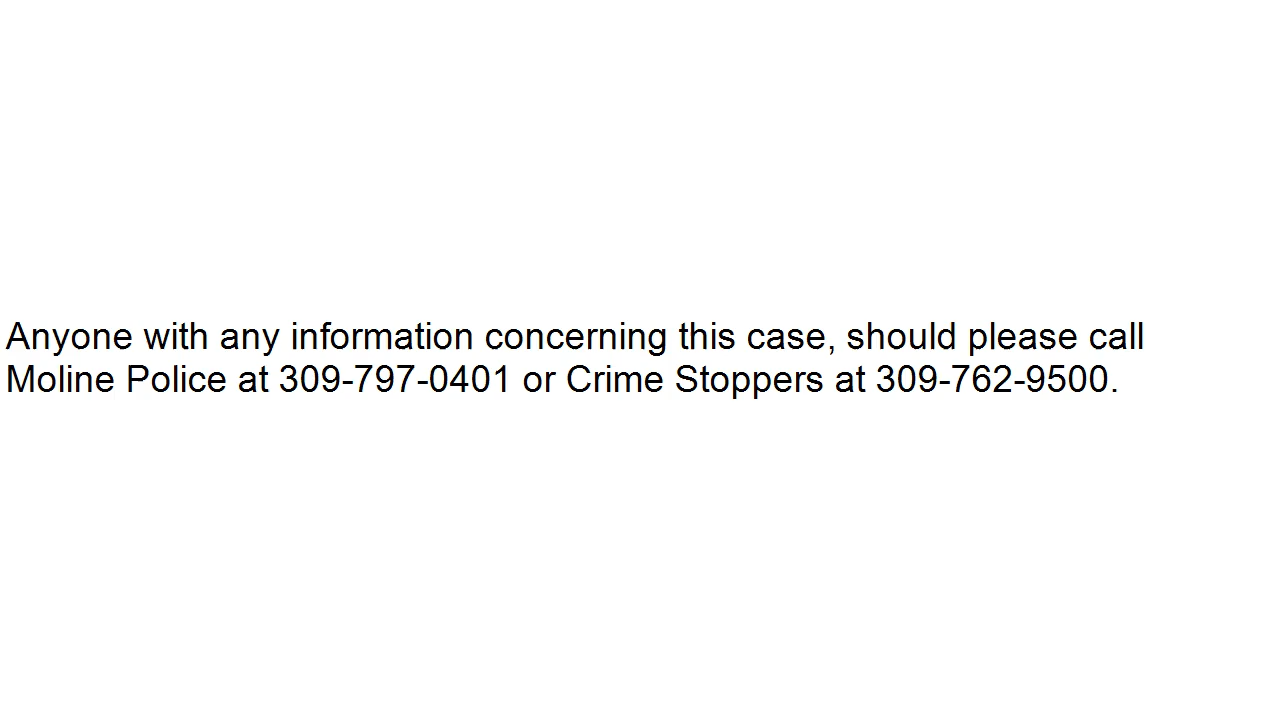 Anyone with any information concerning this case, should please call
Moline Police at 309-797-0401 or Crime Stoppers at 309-762-9500.